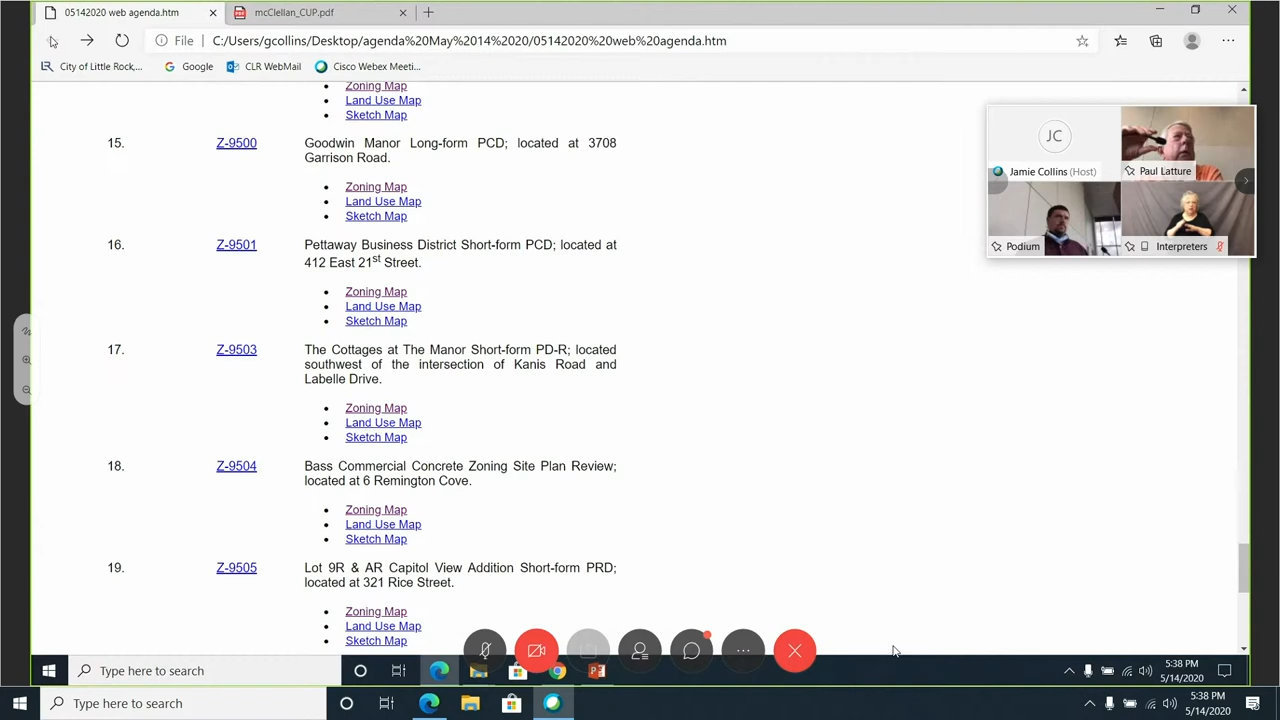 05142020 web agenda.htm
mcClellan_CUP.pdf
File
C:/Users/gcollins/Desktop/agenda%20May%2014%2020/05142020%20web%20agenda.htm
City of Little Rock,...
Google
CLR WebMail
Cisco Webex Meeti...
Zoning Map
Land Use Map
Sketch Map
15. Z-9500 Goodwin Manor Long-form PCD; located at 3708
Garrison Road.
Zoning Map
Land Use Map
Sketch Map
16. Z-9501 Pettaway Business District Short-form PCD; located at
412 East 21st Street.
Zoning Map
Land Use Map
Sketch Map
17. Z-9503 The Cottages at The Manor Short-form PD-R; located
southwest of the intersection of Kanis Road and
Labelle Drive.
Zoning Map
Land Use Map
Sketch Map
18. Z-9504 Bass Commercial Concrete Zoning Site Plan Review;
located at 6 Remington Cove.
Zoning Map
Land Use Map
Sketch Map
19. Z-9505 Lot 9R & AR Capitol View Addition Short-form PRD;
located at 321 Rice Street.
Zoning Map
Land Use Map
Sketch Map
JC
Jamie Collins (Host)
Paul Latture
Podium
Interpreters
Type here to search
5:38 PM
5/14/2020
Type here to search
5:38 PM
5/14/2020